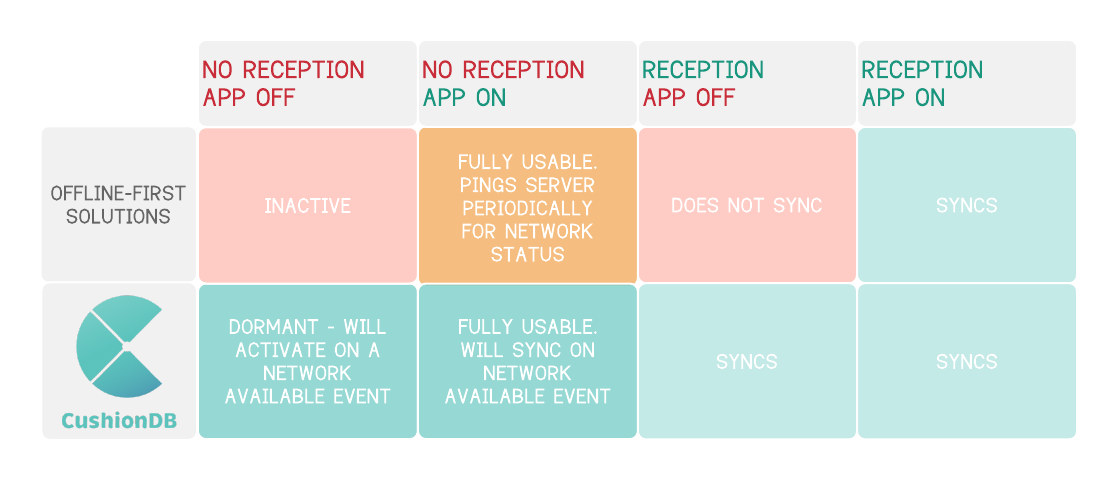 NO RECEPTION
APP OFF
NO RECEPTION
APP ON
RECEPTION
APP OFF
RECEPTION
APP ON
OFFLINE-FIRST
SOLUTIONS
INACTIVE
FULLY USABLE.
PINGS SERVER
PERIODICALLY
FOR NETWORK
STATUS
DOES NOT SYNC
SYNCS
CushionDB
DORMANT - WILL
ACTIVATE ON A
NETWORK
AVAILABLE EVENT
FULLY USABLE.
WILL SYNC ON
NETWORK
AVAILABLE EVENT
SYNCS
SYNCS